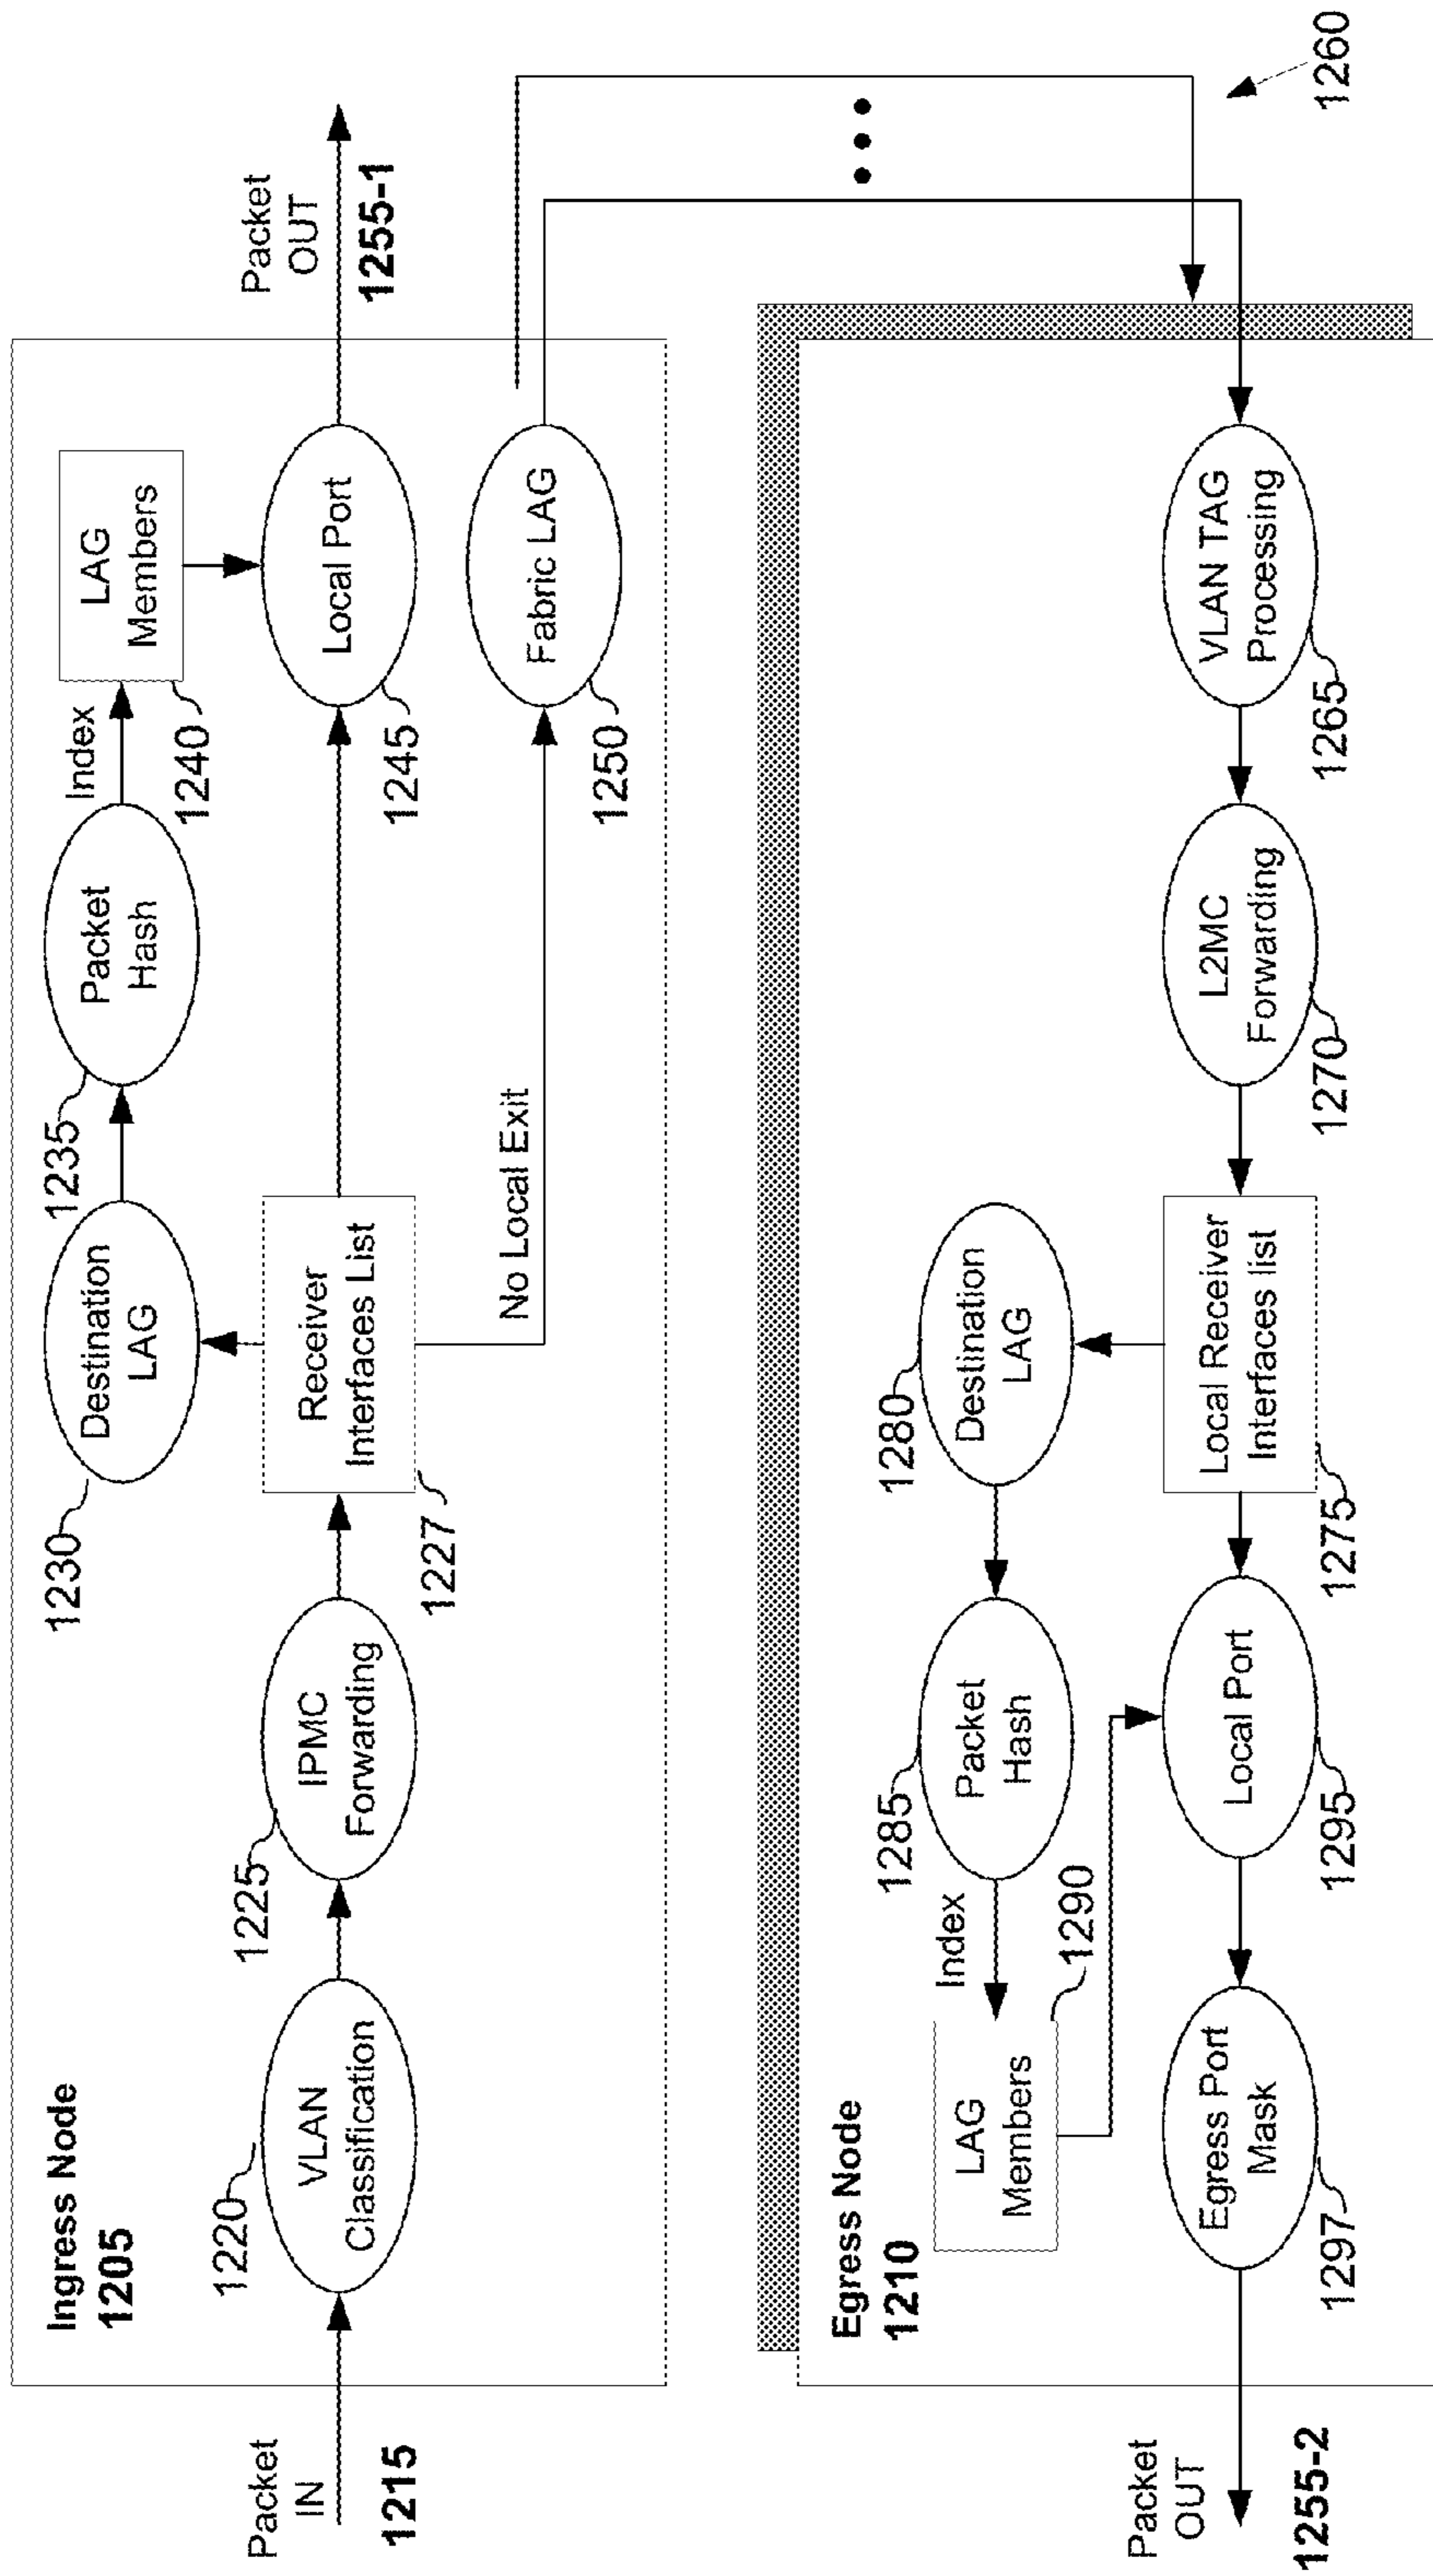 Ingress Node
1205
Packet
IN
1215
1220
VLAN
Classification
1225
IPMC
Forwarding
1227
Receiver
Interfaces List
1230
Destination
LAG
1235
Packet
Hash
Index
1240
LAG
Members
1245
Local Port
No Local Exit
1250
Fabric LAG
Packet
OUT
1255-1
1260
Egress Node
1210
1265
VLAN TAG
Processing
1270
L2MC
Forwarding
1275
Local Receiver
Interfaces list
1280
Destination
LAG
1285
Packet
Hash
Index
1290
LAG
Members
1295
Local Port
1297
Egress Port
Mask
Packet
OUT
1255-2